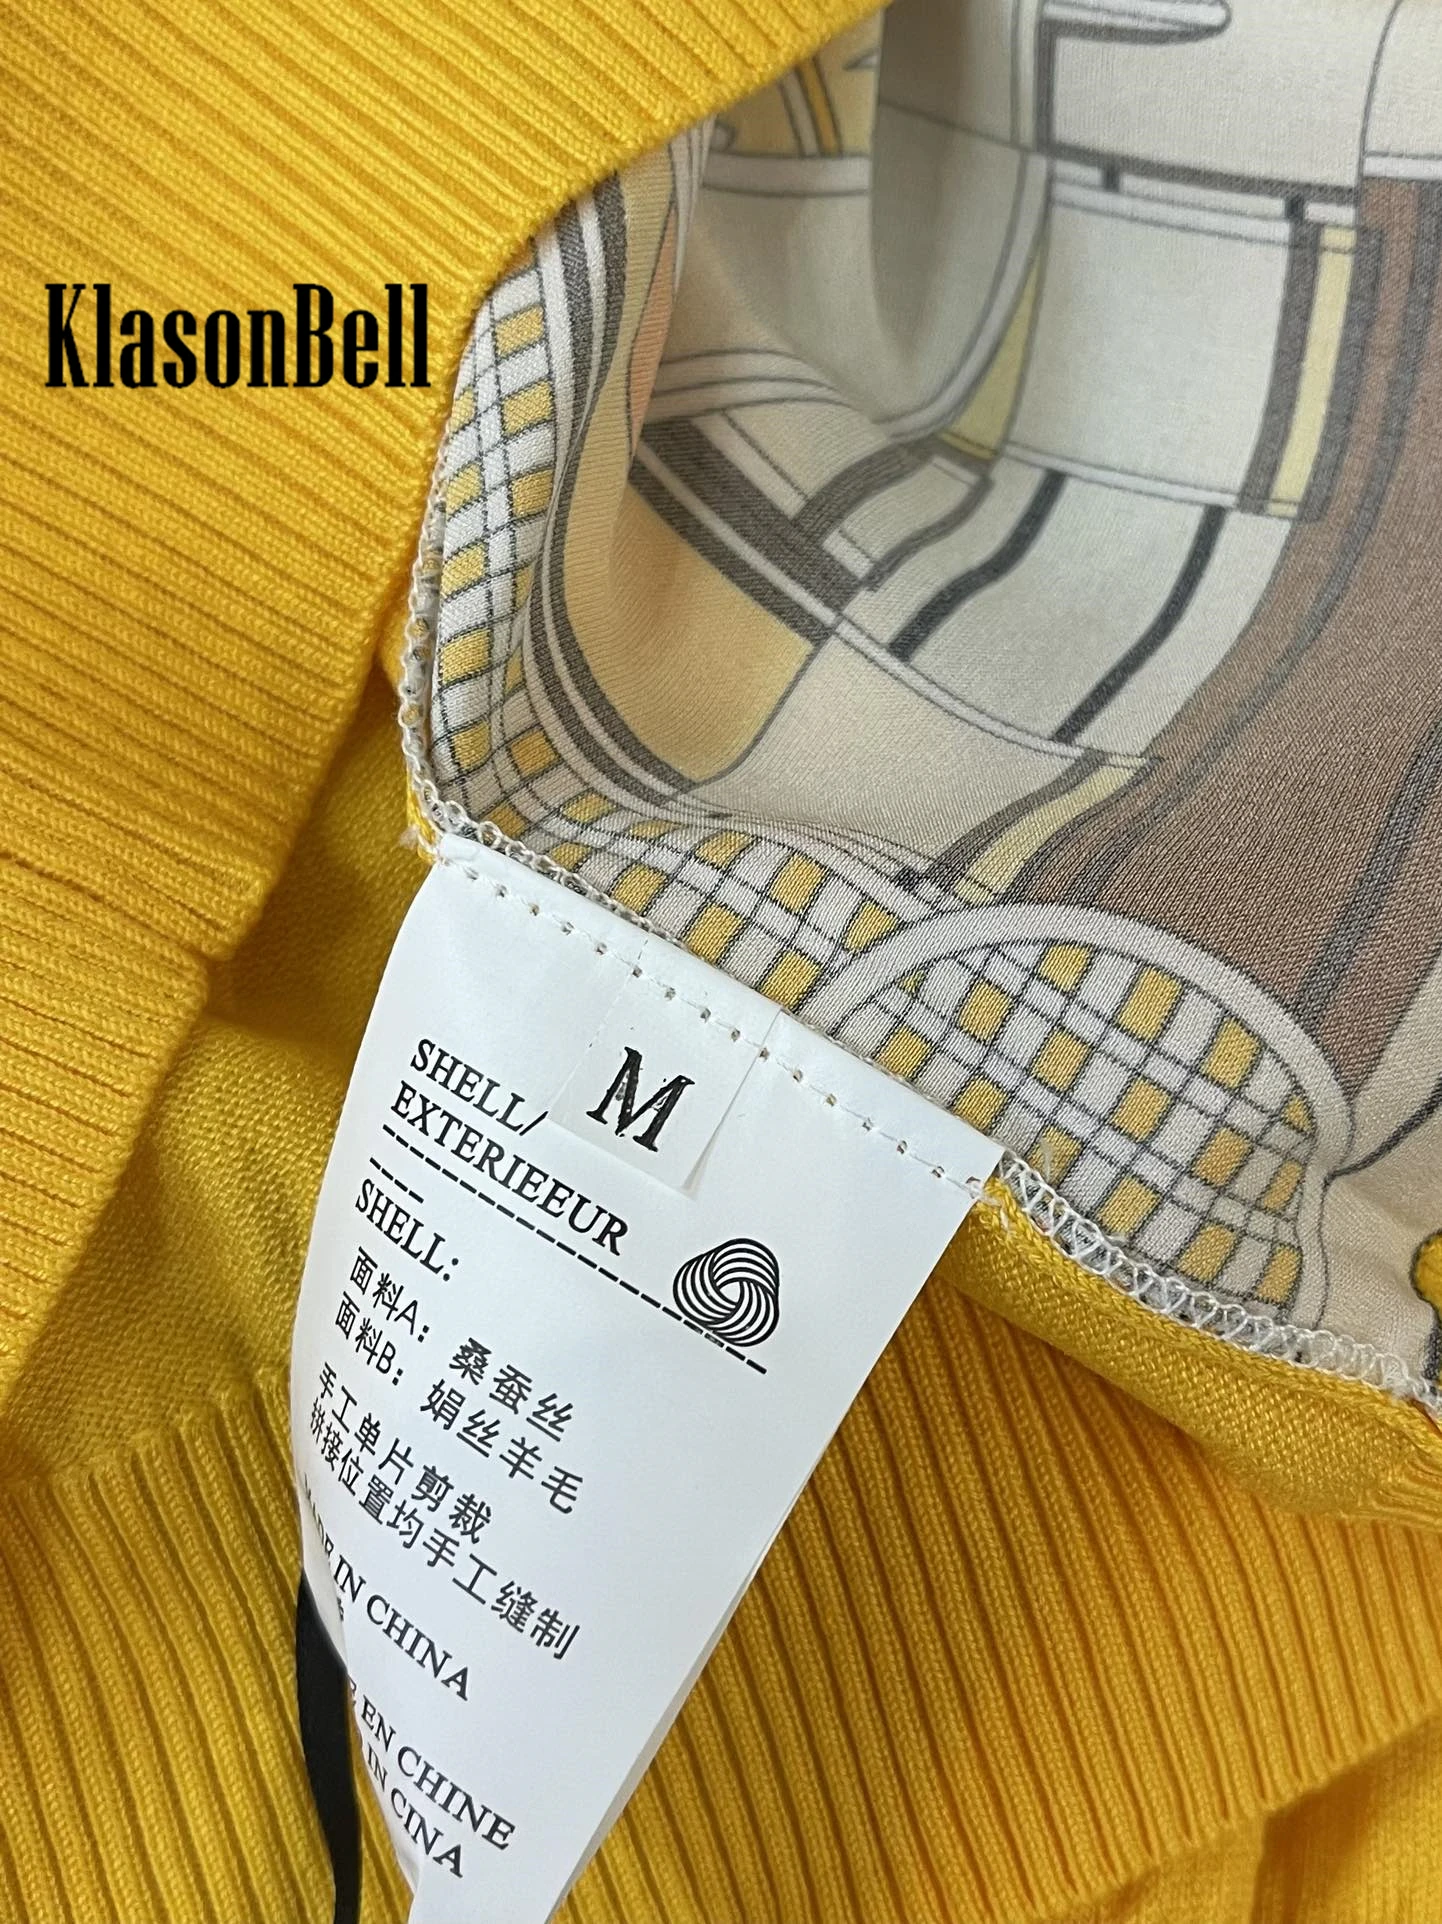 KlasonBell
M
SHELL/
EXTERIEEUR
SHELL:
面料A: 桑蚕丝
面料B: 娟丝羊毛
手工单片剪裁
拼接位置均手工缝制
MADE IN CHINA
EN CHINE
IN CINA